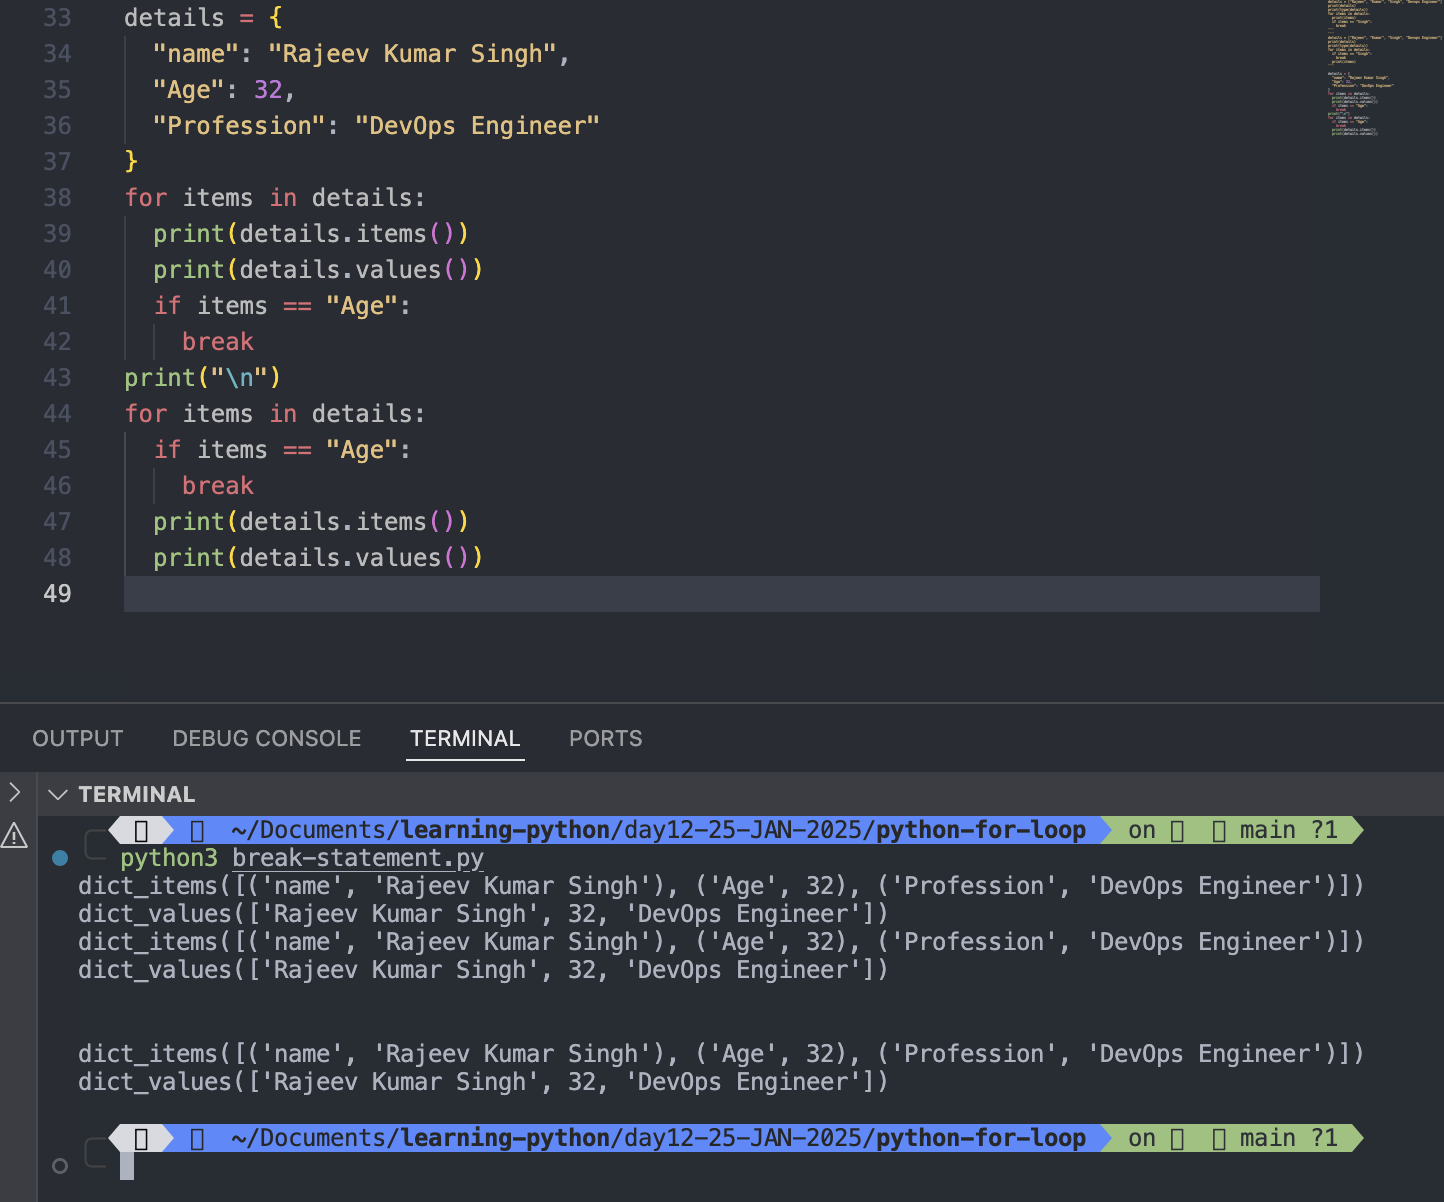 33 details = {
34 "name": "Rajeev Kumar Singh",
35 "Age": 32,
36 "Profession": "DevOps Engineer"
37 }
38 for items in details:
39 print(details.items())
40 print(details.values())
41 if items == "Age":
42 break
43 print("\n")
44 for items in details:
45 if items == "Age":
46 break
47 print(details.items())
48 print(details.values())
49
OUTPUT DEBUG CONSOLE TERMINAL PORTS
TERMINAL
~/Documents/learning-python/day12-25-JAN-2025/python-for-loop on main ?1
python3 break-statement.py
dict_items([('name', 'Rajeev Kumar Singh'), ('Age', 32), ('Profession', 'DevOps Engineer')])
dict_values(['Rajeev Kumar Singh', 32, 'DevOps Engineer'])
dict_items([('name', 'Rajeev Kumar Singh'), ('Age', 32), ('Profession', 'DevOps Engineer')])
dict_values(['Rajeev Kumar Singh', 32, 'DevOps Engineer'])
dict_items([('name', 'Rajeev Kumar Singh'), ('Age', 32), ('Profession', 'DevOps Engineer')])
dict_values(['Rajeev Kumar Singh', 32, 'DevOps Engineer'])
~/Documents/learning-python/day12-25-JAN-2025/python-for-loop on main ?1